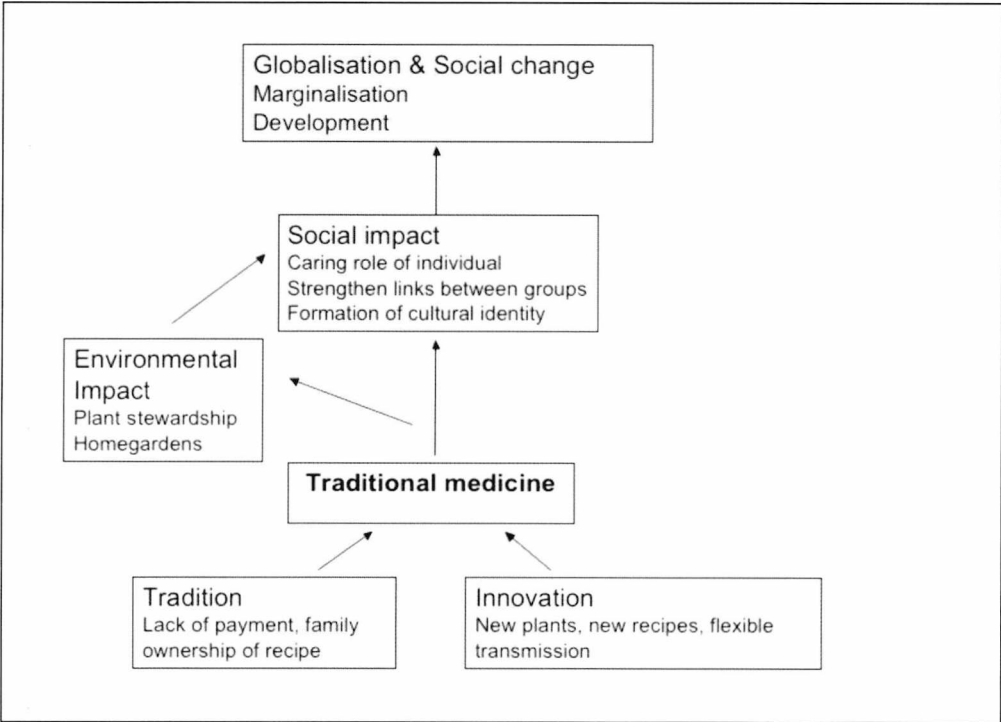 Globalisation & Social change
Marginalisation
Development
Social impact
Caring role of individual
Strengthen links between groups
Formation of cultural identity
Environmental
Impact
Plant stewardship
Homegardens
Traditional medicine
Tradition
Lack of payment, family
ownership of recipe
Innovation
New plants, new recipes, flexible
transmission